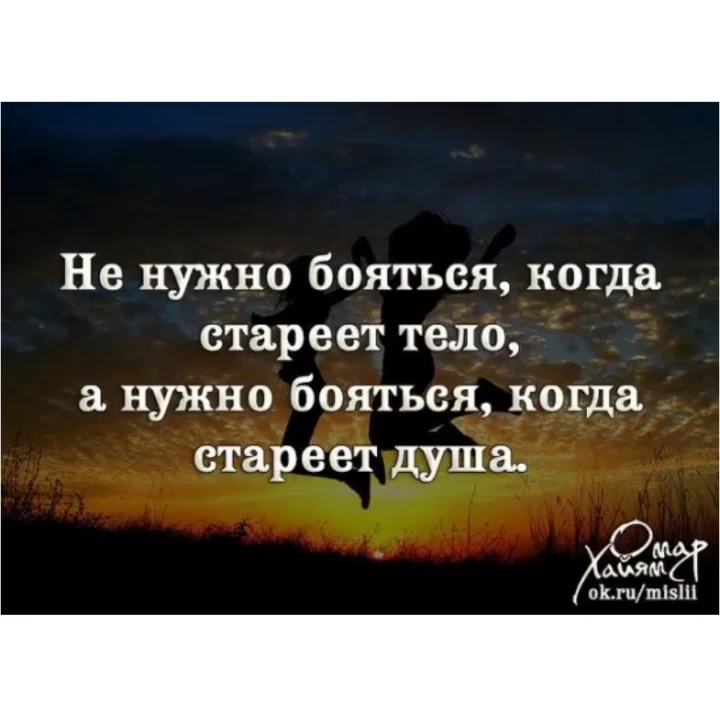 Не нужно бояться, когда
стареет тело,
а нужно бояться, когда
стареет душа.
Омар
Хайям
ok.ru/mislii